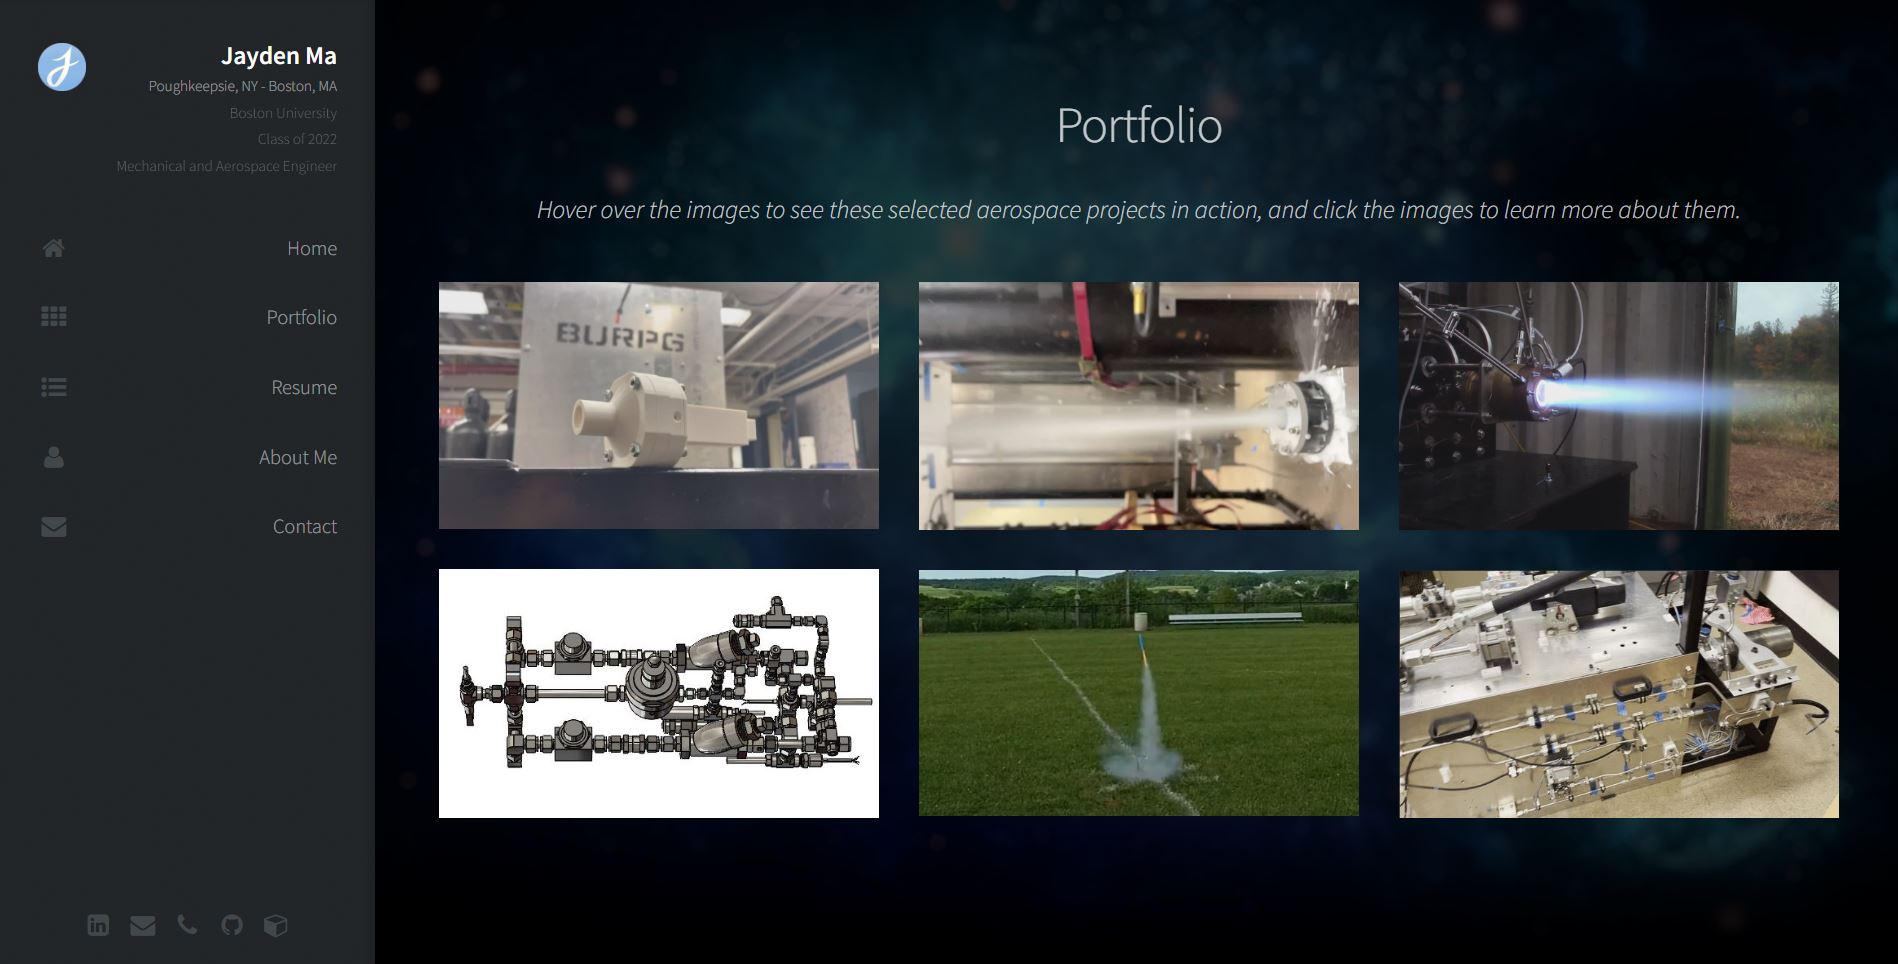 Jayden Ma
Poughkeepsie, NY - Boston, MA
Boston University
Class of 2022
Mechanical and Aerospace Engineer
Home
Portfolio
Resume
About Me
Contact
Portfolio
Hover over the images to see these selected aerospace projects in action, and click the images to learn more about them.
BURPG